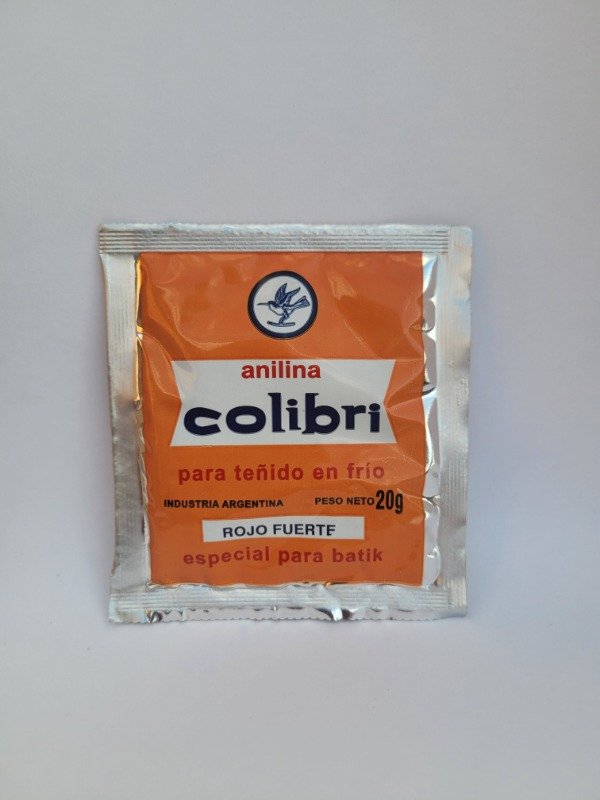 anilina
colibri
para teñido en frío
INDUSTRIA ARGENTINA PESO NETO 20g
ROJO FUERTE
especial para batik